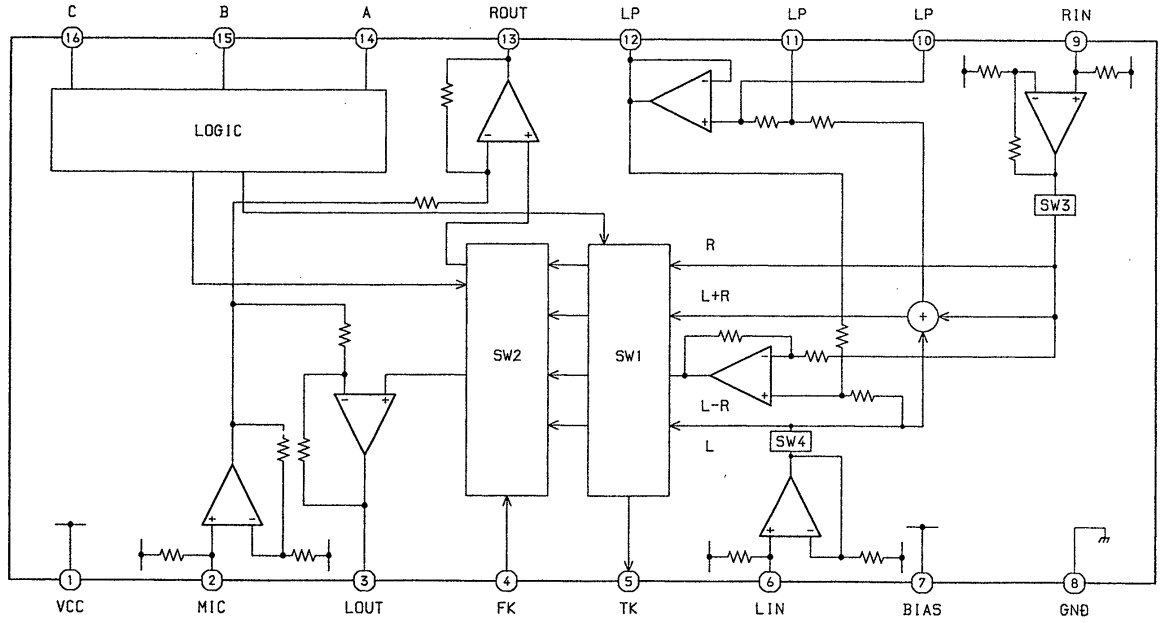 C B A ROUT LP LP LP RIN
16 15 14 13 12 11 10 9
- -
+ - +
LOGIC
- +
SW3
R
L+R
+
SW2 SW1
-
- + +
L-R
SW4
L
+ - + -
1 2 3 4 5 6 7 8
VCC MIC LOUT FK TK LIN BIAS GND